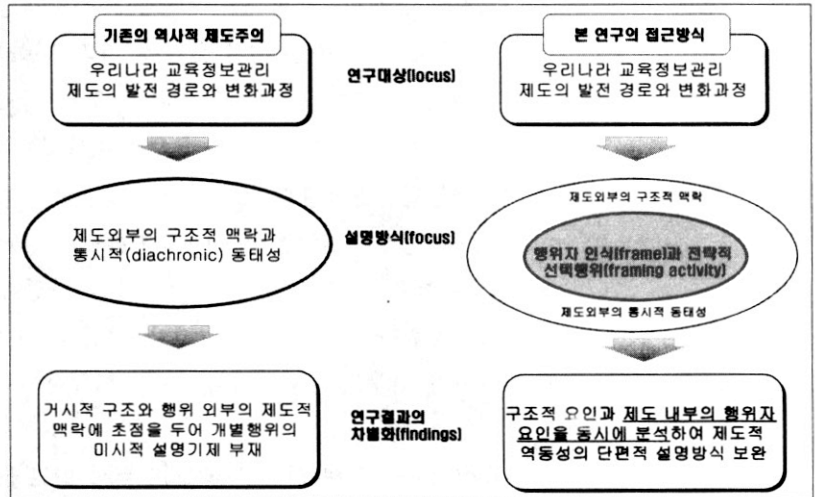 기존의 역사적 제도주의
우리나라 교육정보관리
제도의 발전 경로와 변화과정
연구대상(locus)
본 연구의 접근방식
우리나라 교육정보관리
제도의 발전 경로와 변화과정
제도외부의 구조적 맥락과
통시적(diachronic) 동태성
설명방식(focus)
제도외부의 구조적 맥락
행위자 인식(frame)과 전략적
선택행위(framing activity)
제도외부의 통시적 동태성
거시적 구조와 행위 외부의 제도적
맥락에 초점을 두어 개별행위의
미시적 설명기제 부재
연구결과의
차별화(findings)
구조적 요인과 제도 내부의 행위자
요인을 동시에 분석하여 제도적
역동성의 단편적 설명방식 보완